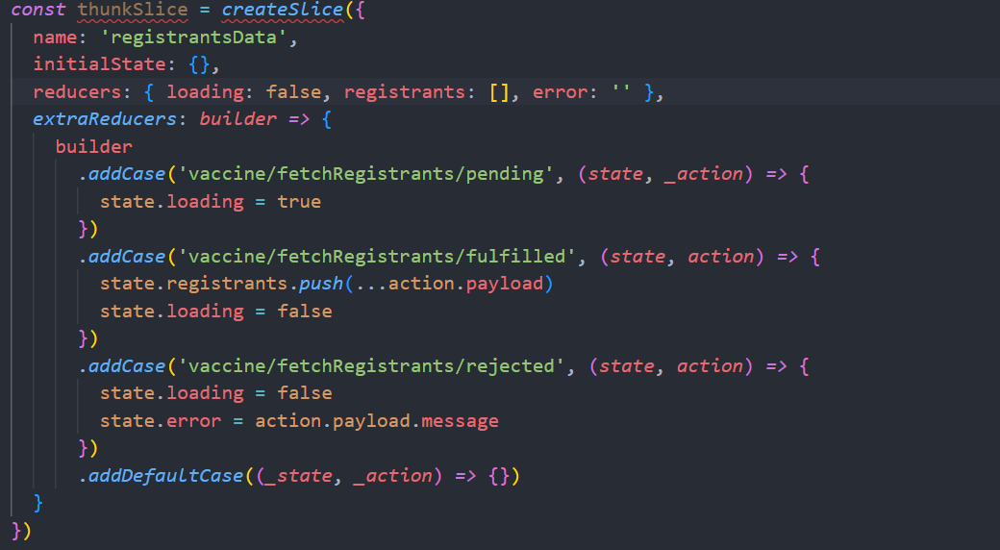 const thunkSlice = createSlice({
  name: 'registrantsData',
  initialState: {},
  reducers: { loading: false, registrants: [], error: '' },
  extraReducers: builder => {
    builder
      .addCase('vaccine/fetchRegistrants/pending', (state, _action) => {
        state.loading = true
      })
      .addCase('vaccine/fetchRegistrants/fulfilled', (state, action) => {
        state.registrants.push(...action.payload)
        state.loading = false
      })
      .addCase('vaccine/fetchRegistrants/rejected', (state, action) => {
        state.loading = false
        state.error = action.payload.message
      })
      .addDefaultCase((_state, _action) => {})
  }
})